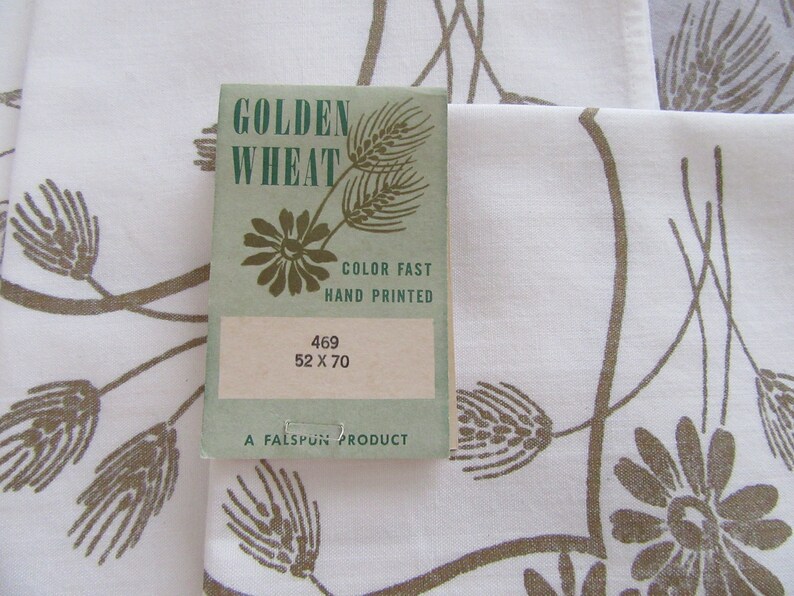 GOLDEN
WHEAT
COLOR FAST
HAND PRINTED
469
52 X 70
A FALSPUN PRODUCT